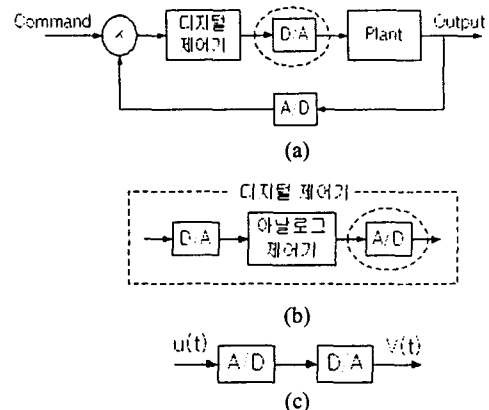 Command
디지털
제어기
D/A
Plant
Output
A/D
(a)
디지털 제어기
D/A
아날로그
제어기
A/D
(b)
u(t)
A/D
D/A
V(t)
(c)